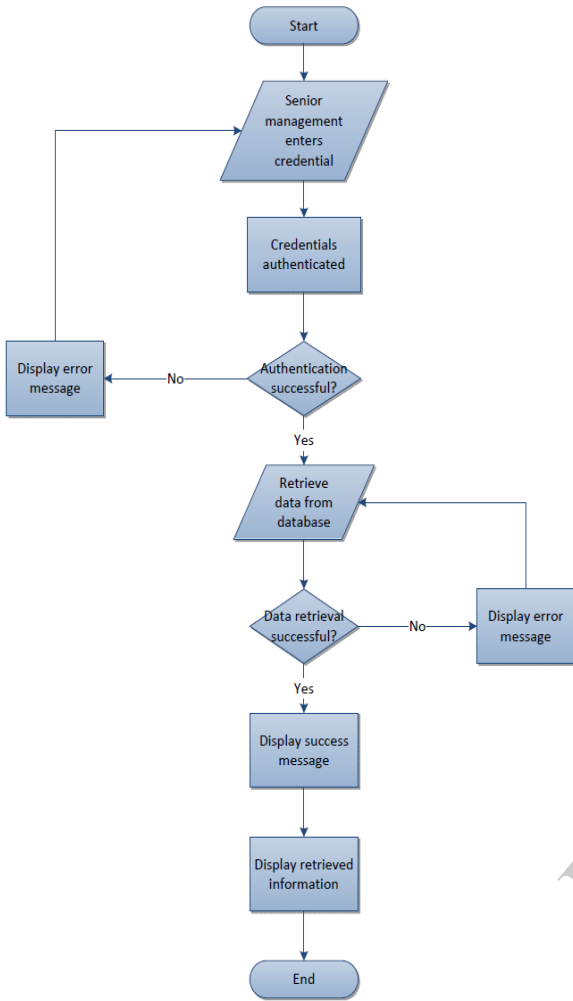 Start
Senior
management
enters
credential
Credentials
authenticated
Authentication
successful?
No
Display error
message
Yes
Retrieve
data from
database
Data retrieval
successful?
No
Display error
message
Yes
Display success
message
Display retrieved
information
End